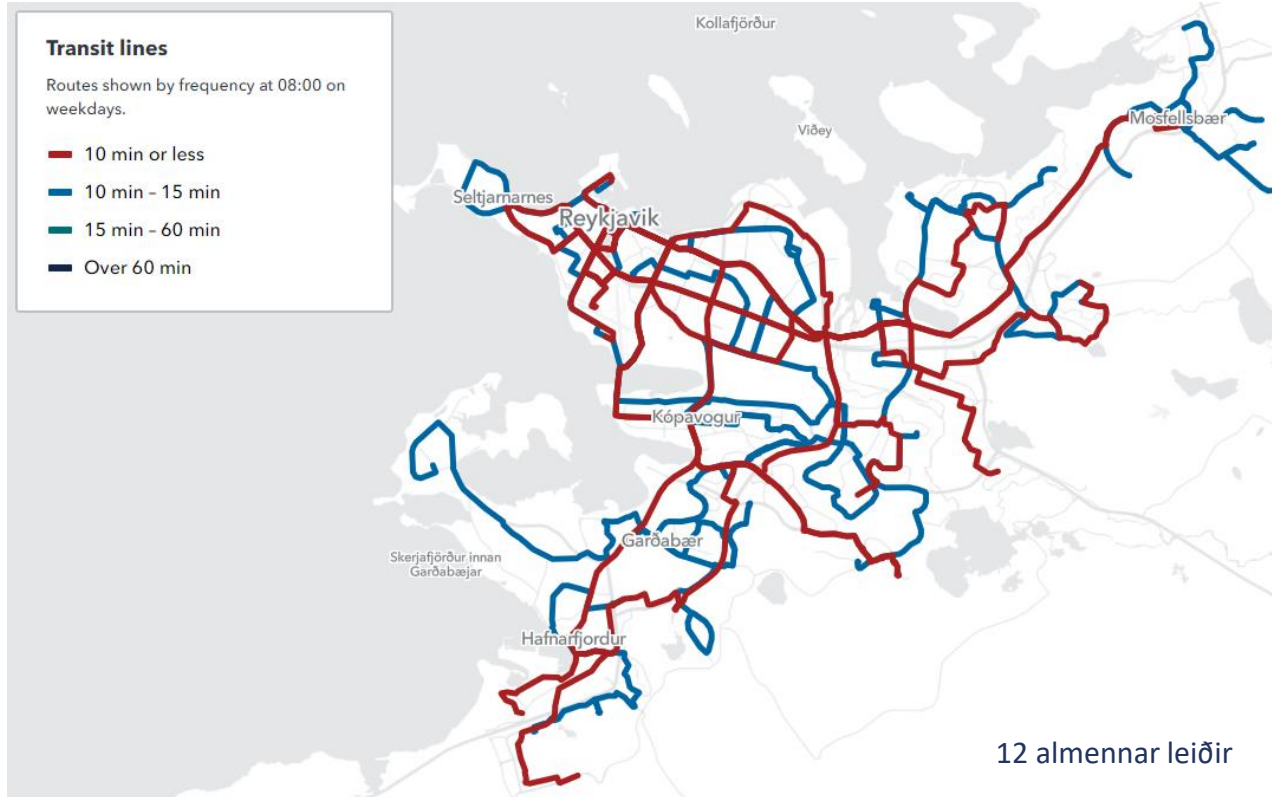 Transit lines
Routes shown by frequency at 08:00 on
weekdays.
10 min or less
10 min – 15 min
15 min – 60 min
Over 60 min
Kollafjörður
Viðey
Mosfellsbær
Seltjarnarnes
Reykjavik
Kópavogur
Garðabær
Skerjafjörður innan
Garðabæjar
Hafnarfjordur
12 almennar leiðir